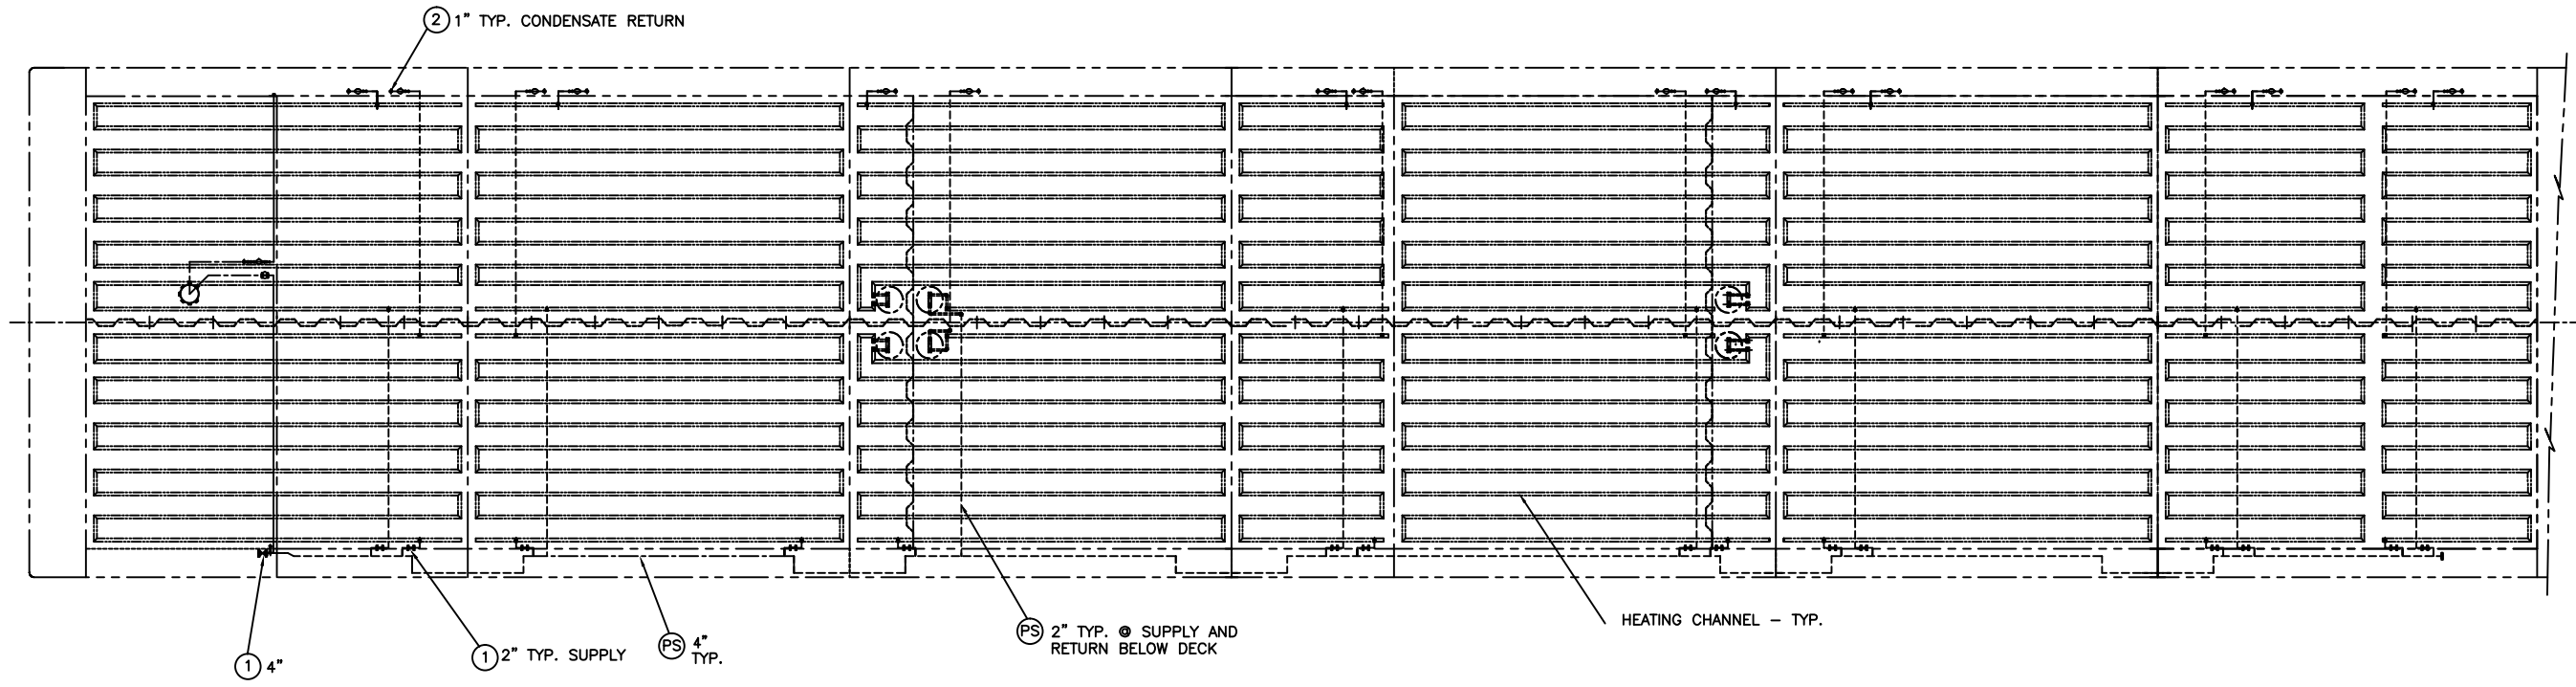 2 1" TYP. CONDENSATE RETURN
HEATING CHANNEL - TYP.
PS 2" TYP. @ SUPPLY AND
RETURN BELOW DECK
PS 4"
TYP.
1 2" TYP. SUPPLY
1 4"